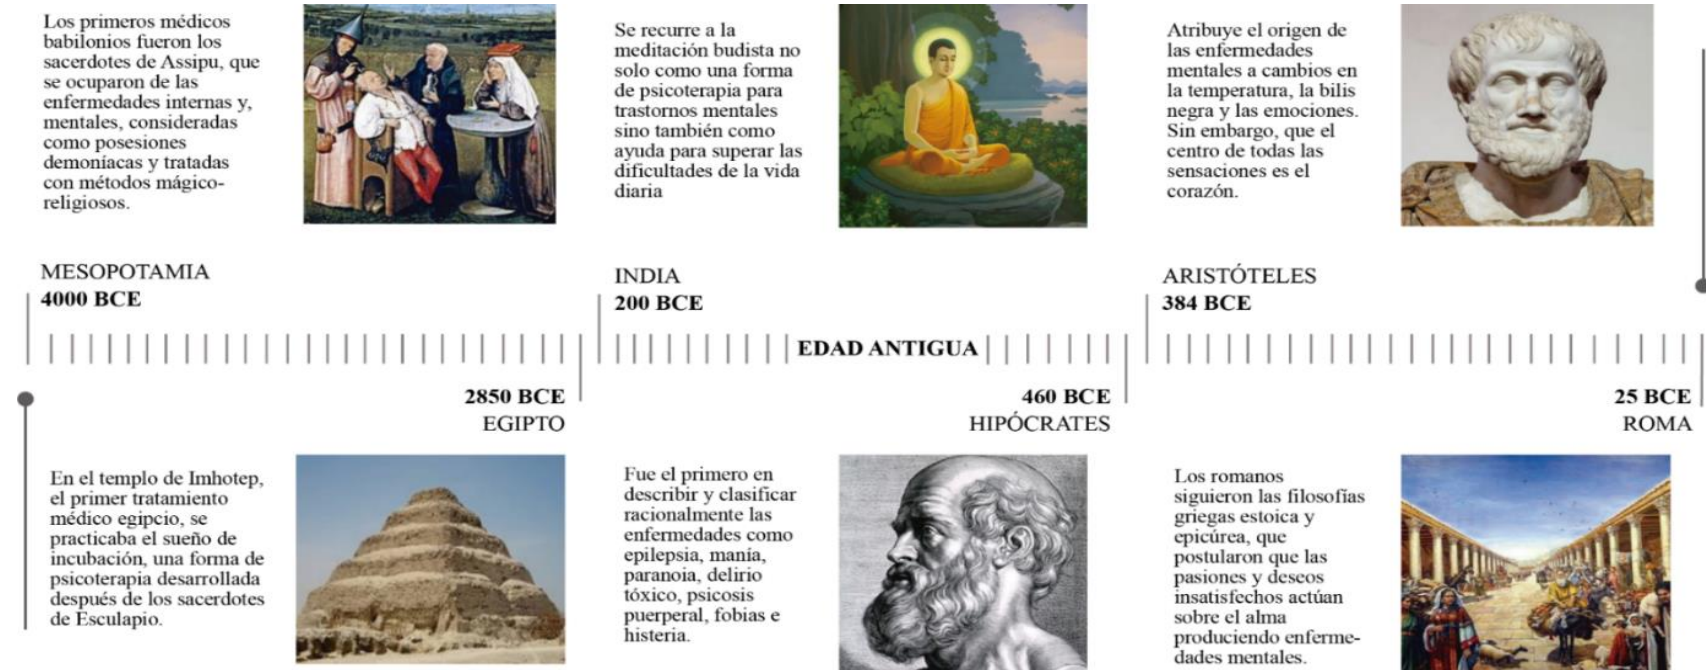 Los primeros médicos
babilonios fueron los
sacerdotes de Assipu, que
se ocuparon de las
enfermedades internas y,
mentales, consideradas
como posesiones
demoníacas y tratadas
con métodos mágico-
religiosos.
MESOPOTAMIA
4000 BCE
Se recurre a la
meditación budista no
solo como una forma
de psicoterapia para
trastornos mentales
sino también como
ayuda para superar las
dificultades de la vida
diaria
INDIA
200 BCE
Atribuye el origen de
las enfermedades
mentales a cambios en
la temperatura, la bilis
negra y las emociones.
Sin embargo, que el
centro de todas las
sensaciones es el
corazón.
ARISTÓTELES
384 BCE
EDAD ANTIGUA
2850 BCE
EGIPTO
En el templo de Imhotep,
el primer tratamiento
médico egipcio, se
practicaba el sueño de
incubación, una forma de
psicoterapia desarrollada
después de los sacerdotes
de Esculapio.
460 BCE
HIPÓCRATES
Fue el primero en
describir y clasificar
racionalmente las
enfermedades como
epilepsia, manía,
paranoia, delirio
tóxico, psicosis
puerperal, fobias e
histeria.
25 BCE
ROMA
Los romanos
siguieron las filosofías
griegas estoica y
epicúrea, que
postularon que las
pasiones y deseos
insatisfechos actúan
sobre el alma
produciendo enferme-
dades mentales.